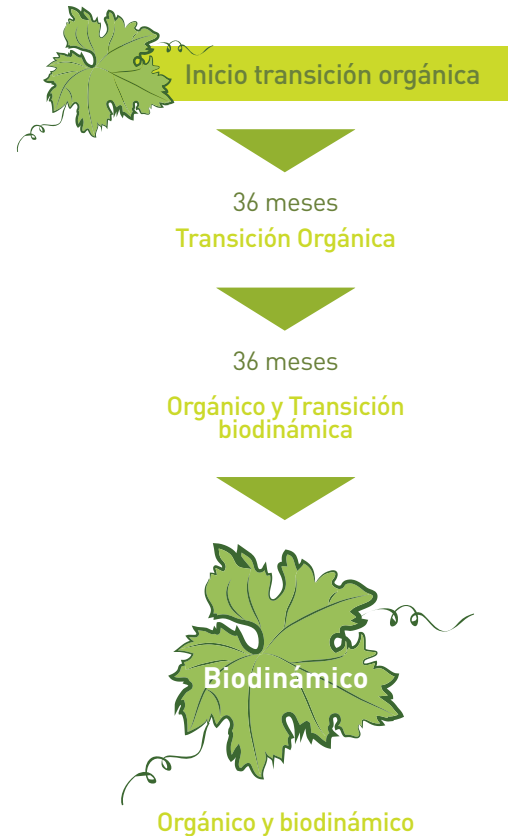 Inicio transición orgánica
36 meses
Transición Orgánica
36 meses
Orgánico y Transición
biodinámica
Biodinámico
Orgánico y biodinámico